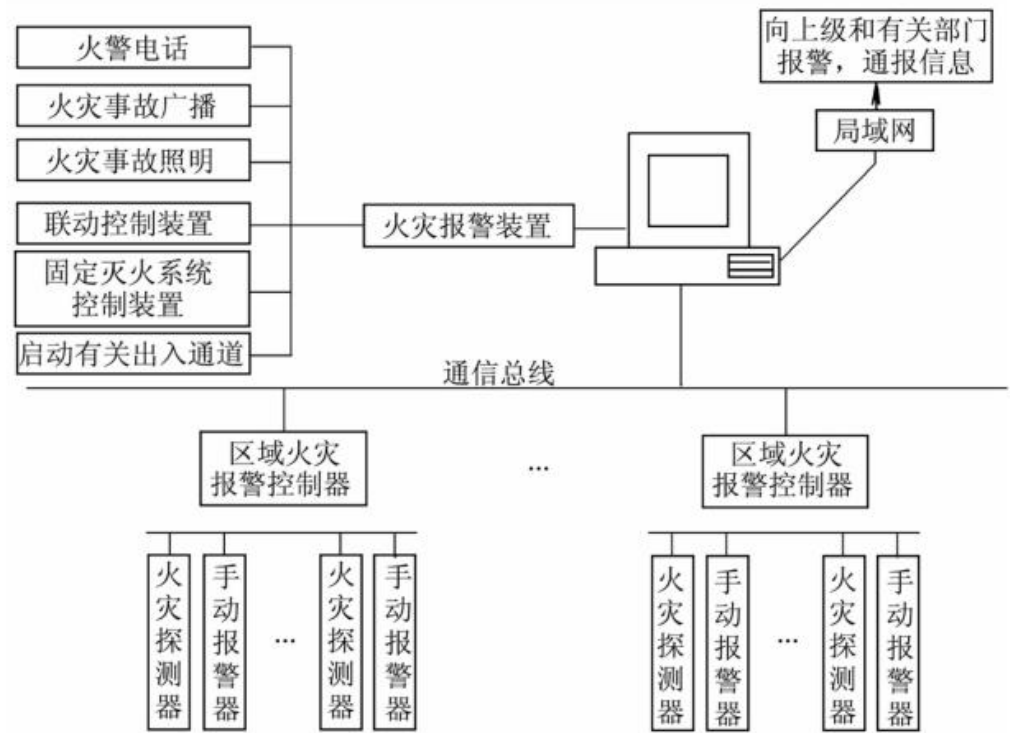 火警电话
火灾事故广播
火灾事故照明
联动控制装置
固定灭火系统
控制装置
启动有关出入通道
火灾报警装置
向上级和有关部门
报警，通报信息
局域网
通信总线
区域火灾
报警控制器
...
区域火灾
报警控制器
火灾探测器
手动报警器
...
火灾探测器
手动报警器
火灾探测器
手动报警器
...
火灾探测器
手动报警器